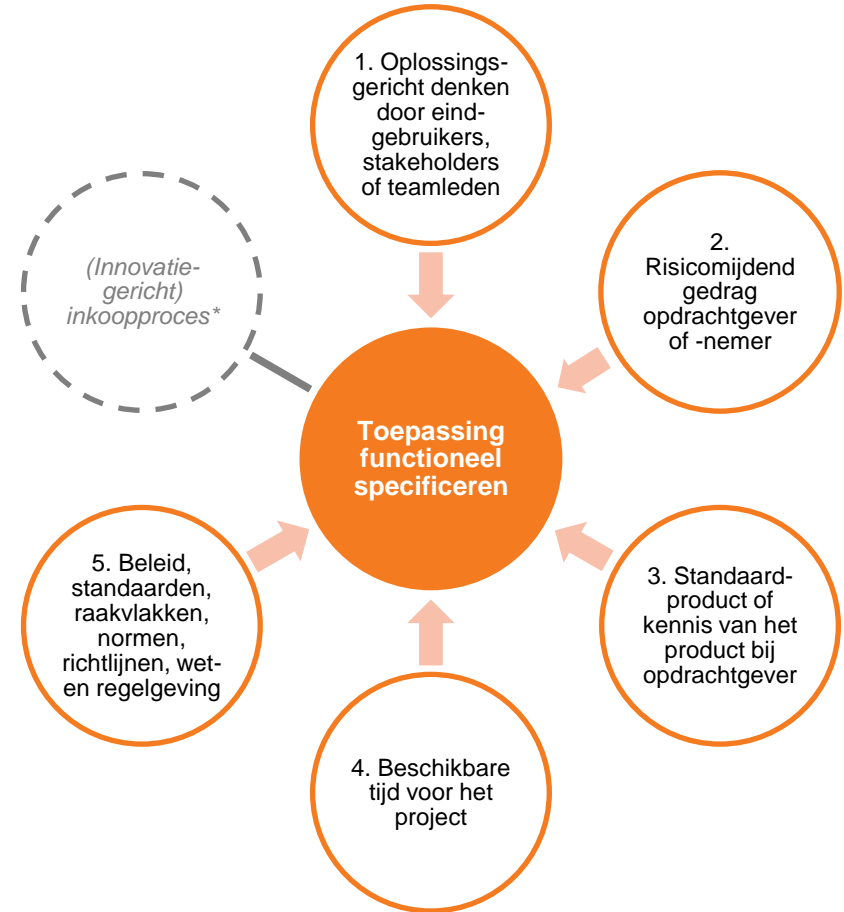 1. Oplossings-
gericht denken
door eind-
gebruikers,
stakeholders
of teamleden
2.
Risicomijdend
gedrag
opdrachtgever
of -nemer
3. Standaard-
product of
kennis van het
product bij
opdrachtgever
4. Beschikbare
tijd voor het
project
5. Beleid,
standaarden,
raakvlakken,
normen,
richtlijnen, wet-
en regelgeving
(Innovatie-
gericht)
inkoopproces*
Toepassing
functioneel
specificeren